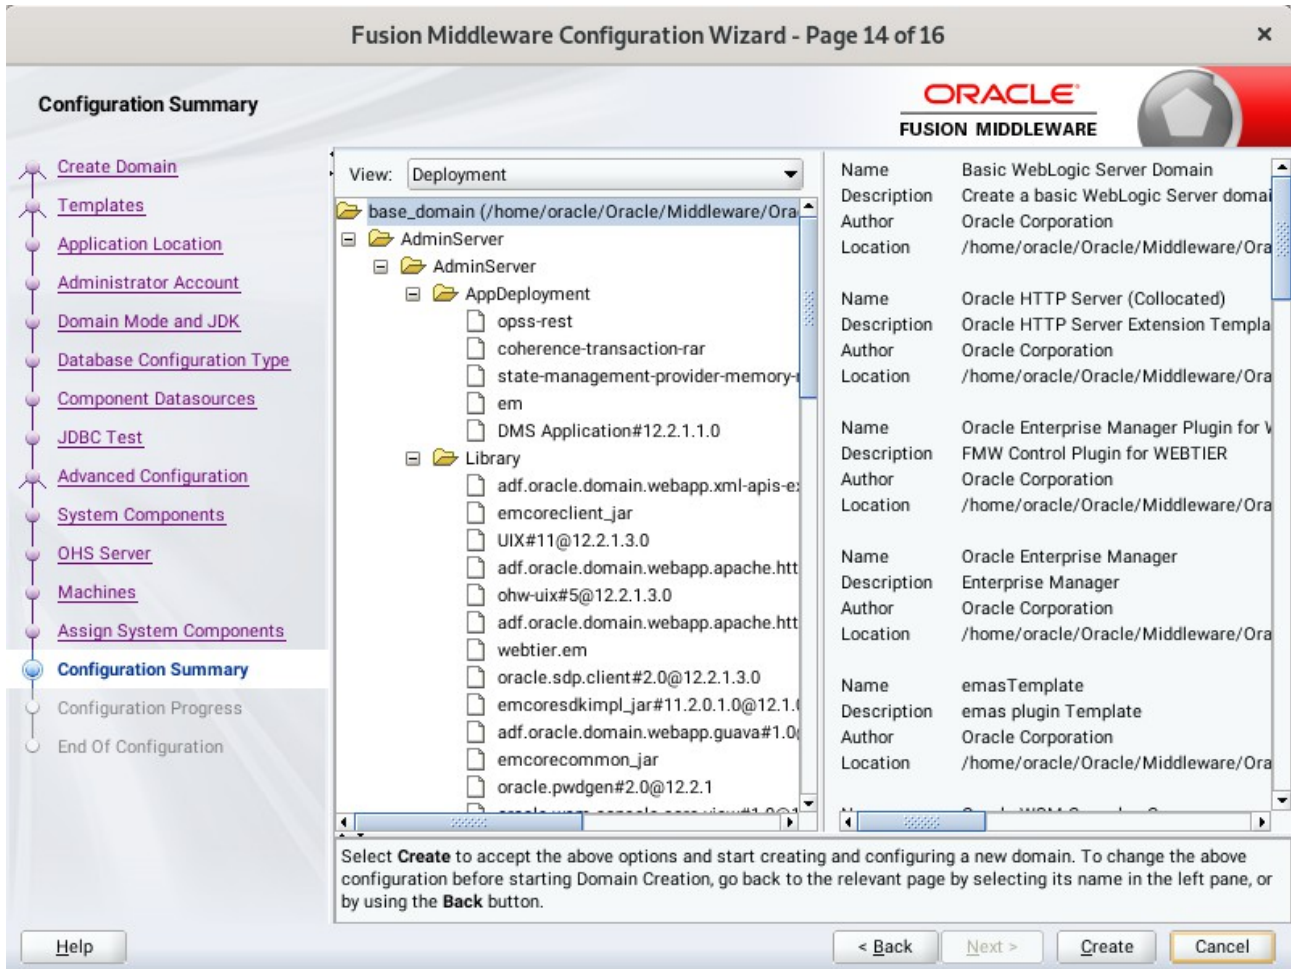 Fusion Middleware Configuration Wizard - Page 14 of 16
×
Configuration Summary
ORACLE
FUSION MIDDLEWARE
Create Domain
Templates
Application Location
Administrator Account
Domain Mode and JDK
Database Configuration Type
Component Datasources
JDBC Test
Advanced Configuration
System Components
OHS Server
Machines
Assign System Components
Configuration Summary
Configuration Progress
End Of Configuration
View: Deployment
base_domain (/home/oracle/Oracle/Middleware/Ora
AdminServer
AdminServer
AppDeployment
opss-rest
coherence-transaction-rar
state-management-provider-memory-
em
DMS Application#12.2.1.1.0
Library
adf.oracle.domain.webapp.xml-apis-e
emcoreclient_jar
UIX#11@12.2.1.3.0
adf.oracle.domain.webapp.apache.htt
ohw-uix#5@12.2.1.3.0
adf.oracle.domain.webapp.apache.htt
webtier.em
oracle.sdp.client#2.0@12.2.1.3.0
emcoresdkimpl_jar#11.2.0.1.0@12.1.
adf.oracle.domain.webapp.guava#1.0
emcorecommon_jar
oracle.pwdgen#2.0@12.2.1
Name Basic WebLogic Server Domain
Description Create a basic WebLogic Server domai
Author Oracle Corporation
Location /home/oracle/Oracle/Middleware/Ora
Name Oracle HTTP Server (Collocated)
Description Oracle HTTP Server Extension Templa
Author Oracle Corporation
Location /home/oracle/Oracle/Middleware/Ora
Name Oracle Enterprise Manager Plugin for
Description FMW Control Plugin for WEBTIER
Author Oracle Corporation
Location /home/oracle/Oracle/Middleware/Ora
Name Oracle Enterprise Manager
Description Enterprise Manager
Author Oracle Corporation
Location /home/oracle/Oracle/Middleware/Ora
Name emasTemplate
Description emas plugin Template
Author Oracle Corporation
Location /home/oracle/Oracle/Middleware/Ora
Select Create to accept the above options and start creating and configuring a new domain. To change the above
configuration before starting Domain Creation, go back to the relevant page by selecting its name in the left pane, or
by using the Back button.
Help
< Back
Next >
Create
Cancel